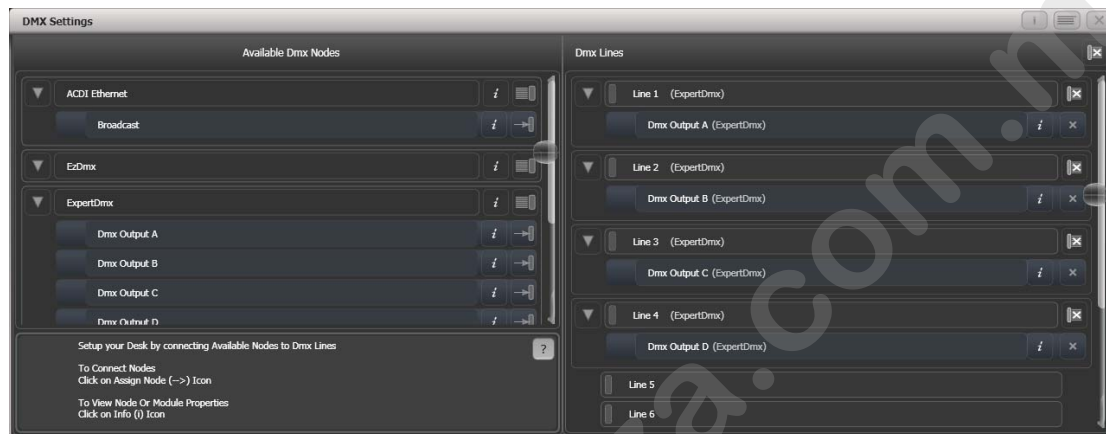 DMX Settings
Available Dmx Nodes
ACDI Ethernet
Broadcast
EzDmx
ExpertDmx
Dmx Output A
Dmx Output B
Dmx Output C
Dmx Output D
Setup your Desk by connecting Available Nodes to Dmx Lines
To Connect Nodes
Click on Assign Node (-->) Icon
To View Node Or Module Properties
Click on Info (i) Icon
?
Dmx Lines
Line 1 (ExpertDmx)
Dmx Output A (ExpertDmx)
Line 2 (ExpertDmx)
Dmx Output B (ExpertDmx)
Line 3 (ExpertDmx)
Dmx Output C (ExpertDmx)
Line 4 (ExpertDmx)
Dmx Output D (ExpertDmx)
Line 5
Line 6